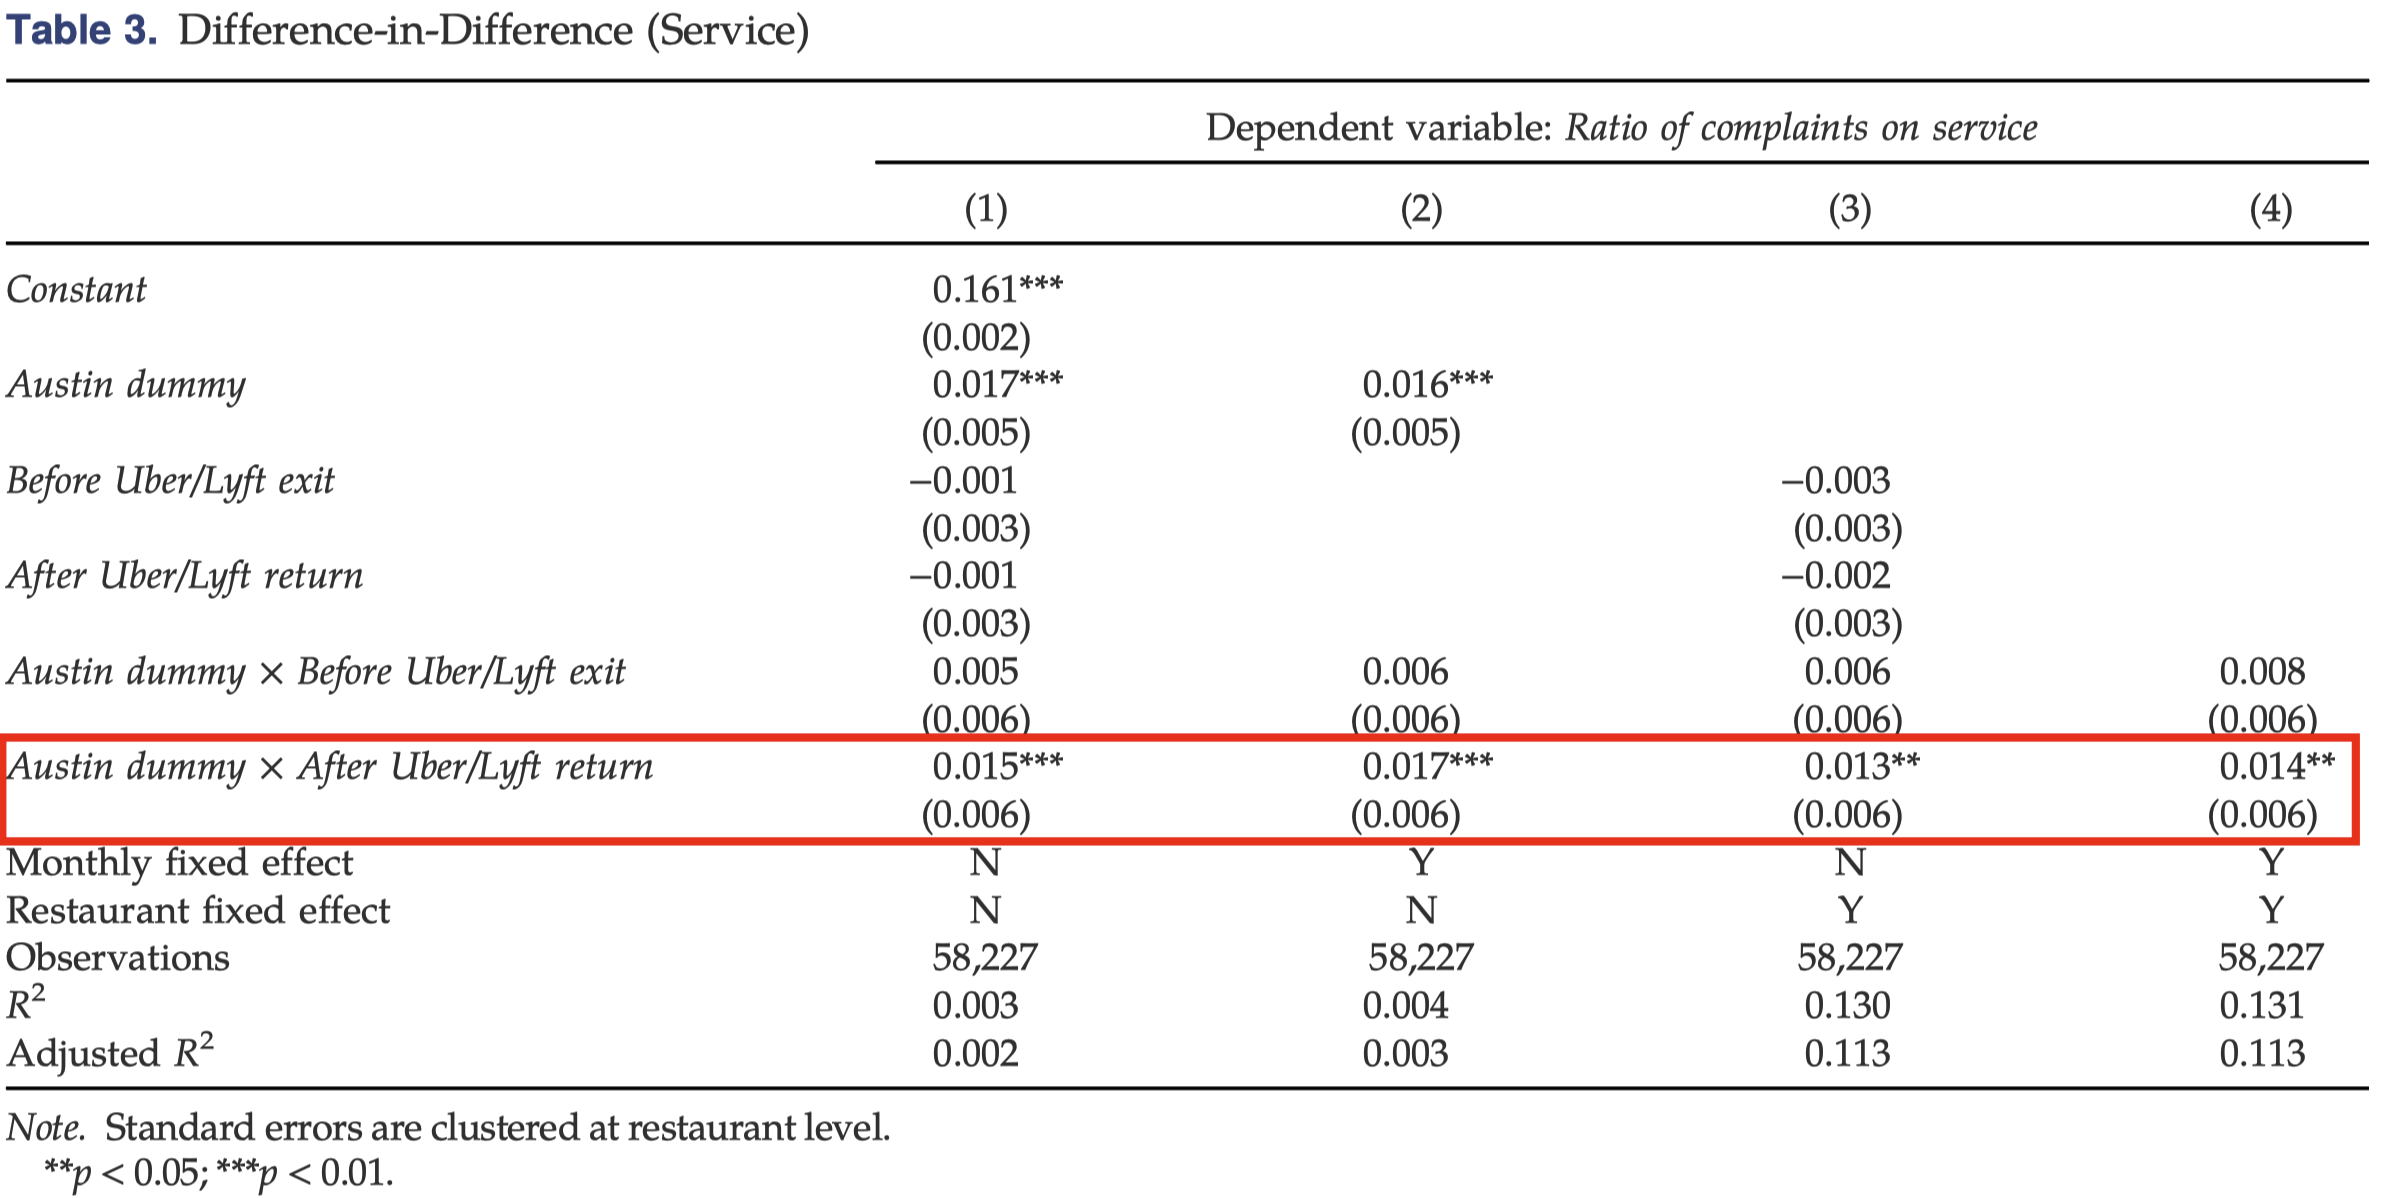 Table 3. Difference-in-Difference (Service)
Dependent variable: Ratio of complaints on service
(1) (2) (3) (4)
Constant 0.161***
(0.002)
Austin dummy 0.017*** 0.016***
(0.005) (0.005)
Before Uber/Lyft exit −0.001 −0.003
(0.003) (0.003)
After Uber/Lyft return −0.001 −0.002
(0.003) (0.003)
Austin dummy × Before Uber/Lyft exit 0.005 0.006 0.006 0.008
(0.006) (0.006) (0.006) (0.006)
Austin dummy × After Uber/Lyft return 0.015*** 0.017*** 0.013** 0.014**
(0.006) (0.006) (0.006) (0.006)
Monthly fixed effect N Y N Y
Restaurant fixed effect N N Y Y
Observations 58,227 58,227 58,227 58,227
R² 0.003 0.004 0.130 0.131
Adjusted R² 0.002 0.003 0.113 0.113
Note. Standard errors are clustered at restaurant level.
**p < 0.05; ***p < 0.01.